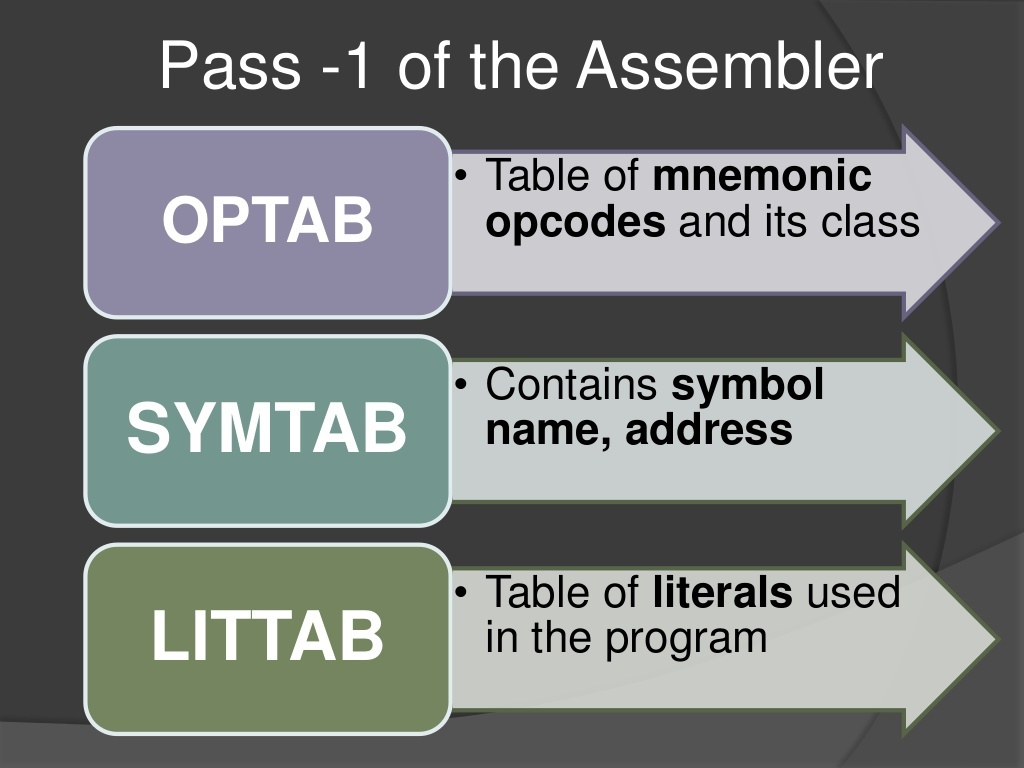 Pass -1 of the Assembler
OPTAB
• Table of mnemonic
opcodes and its class
SYMTAB
• Contains symbol
name, address
LITTAB
• Table of literals used
in the program